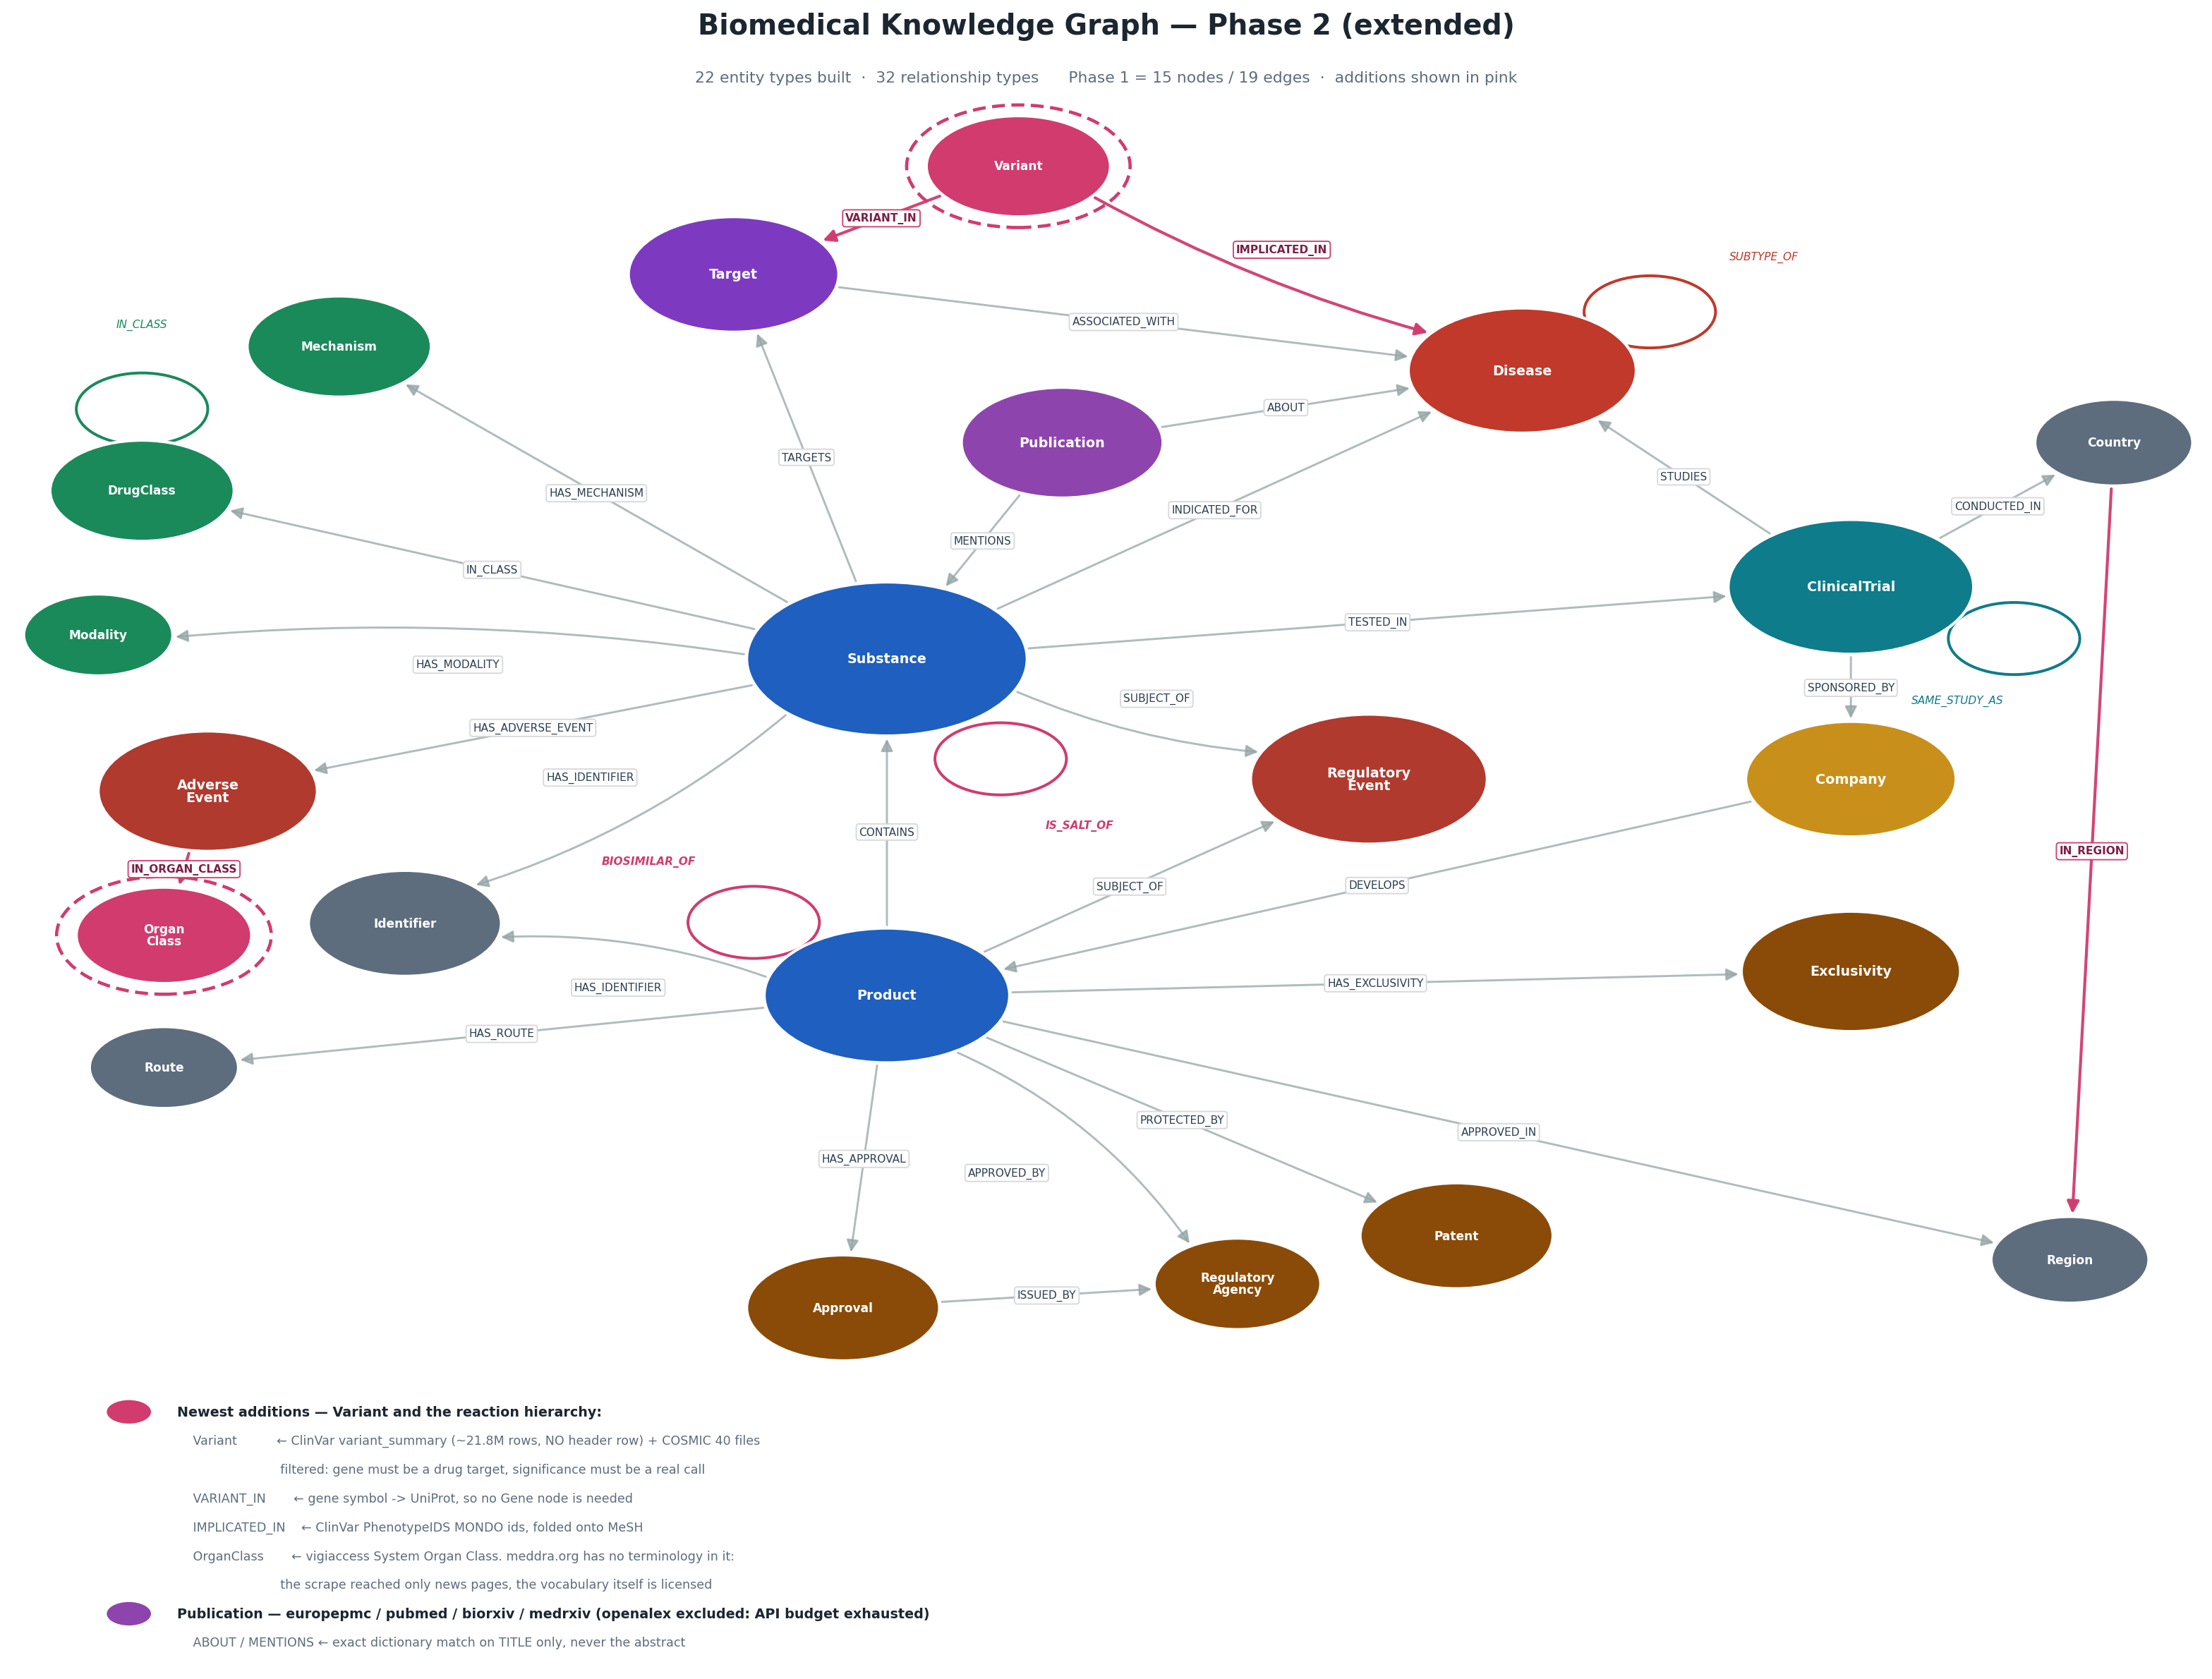 Biomedical Knowledge Graph — Phase 2 (extended)
22 entity types built · 32 relationship types Phase 1 = 15 nodes / 19 edges · additions shown in pink
Variant
VARIANT_IN
IMPLICATED_IN
SUBTYPE_OF
Target
ASSOCIATED_WITH
IN_CLASS
Mechanism
Disease
ABOUT
Publication
Country
TARGETS
STUDIES
DrugClass
HAS_MECHANISM
INDICATED_FOR
CONDUCTED_IN
MENTIONS
IN_CLASS
ClinicalTrial
TESTED_IN
Modality
Substance
HAS_MODALITY
SPONSORED_BY
SUBJECT_OF
SAME_STUDY_AS
HAS_ADVERSE_EVENT
HAS_IDENTIFIER
Regulatory
Event
Company
Adverse
Event
IS_SALT_OF
CONTAINS
IN_REGION
BIOSIMILAR_OF
IN_ORGAN_CLASS
SUBJECT_OF
DEVELOPS
Organ
Class
Identifier
Exclusivity
HAS_IDENTIFIER
HAS_EXCLUSIVITY
Product
HAS_ROUTE
Route
PROTECTED_BY
APPROVED_IN
HAS_APPROVAL
APPROVED_BY
Patent
Region
Regulatory
Agency
ISSUED_BY
Approval
Newest additions — Variant and the reaction hierarchy:
Variant ← ClinVar variant_summary (~21.8M rows, NO header row) + COSMIC 40 files
filtered: gene must be a drug target, significance must be a real call
VARIANT_IN ← gene symbol -> UniProt, so no Gene node is needed
IMPLICATED_IN ← ClinVar PhenotypeIDS MONDO ids, folded onto MeSH
OrganClass ← vigiaccess System Organ Class. meddra.org has no terminology in it:
the scrape reached only news pages, the vocabulary itself is licensed
Publication — europepmc / pubmed / biorxiv / medrxiv (openalex excluded: API budget exhausted)
ABOUT / MENTIONS ← exact dictionary match on TITLE only, never the abstract